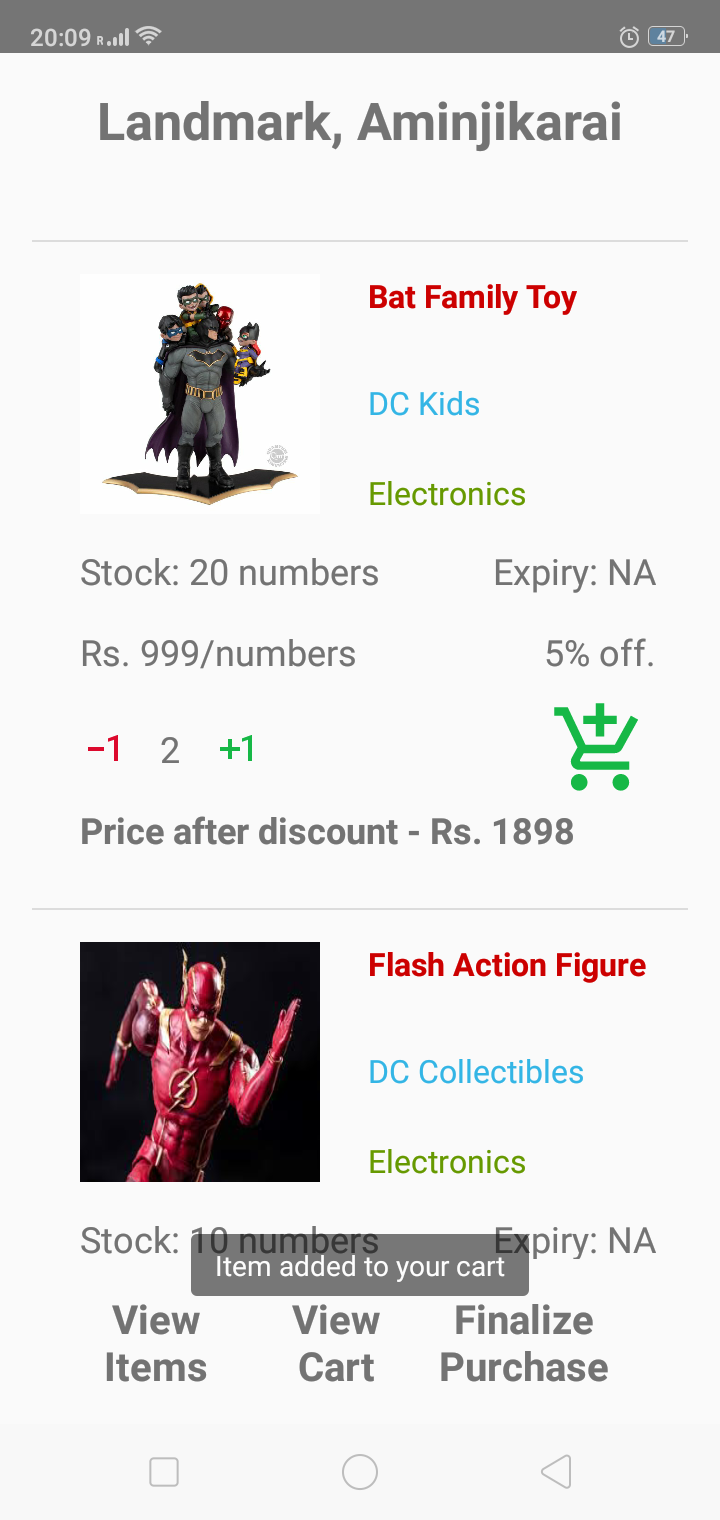 20:09 R 47
Landmark, Aminjikarai
Bat Family Toy
DC Kids
Electronics
Stock: 20 numbers Expiry: NA
Rs. 999/numbers 5% off.
−1 2 +1
Price after discount - Rs. 1898
Flash Action Figure
DC Collectibles
Electronics
Stock: 10 numbers Expiry: NA
Item added to your cart
View View Finalize
Items Cart Purchase